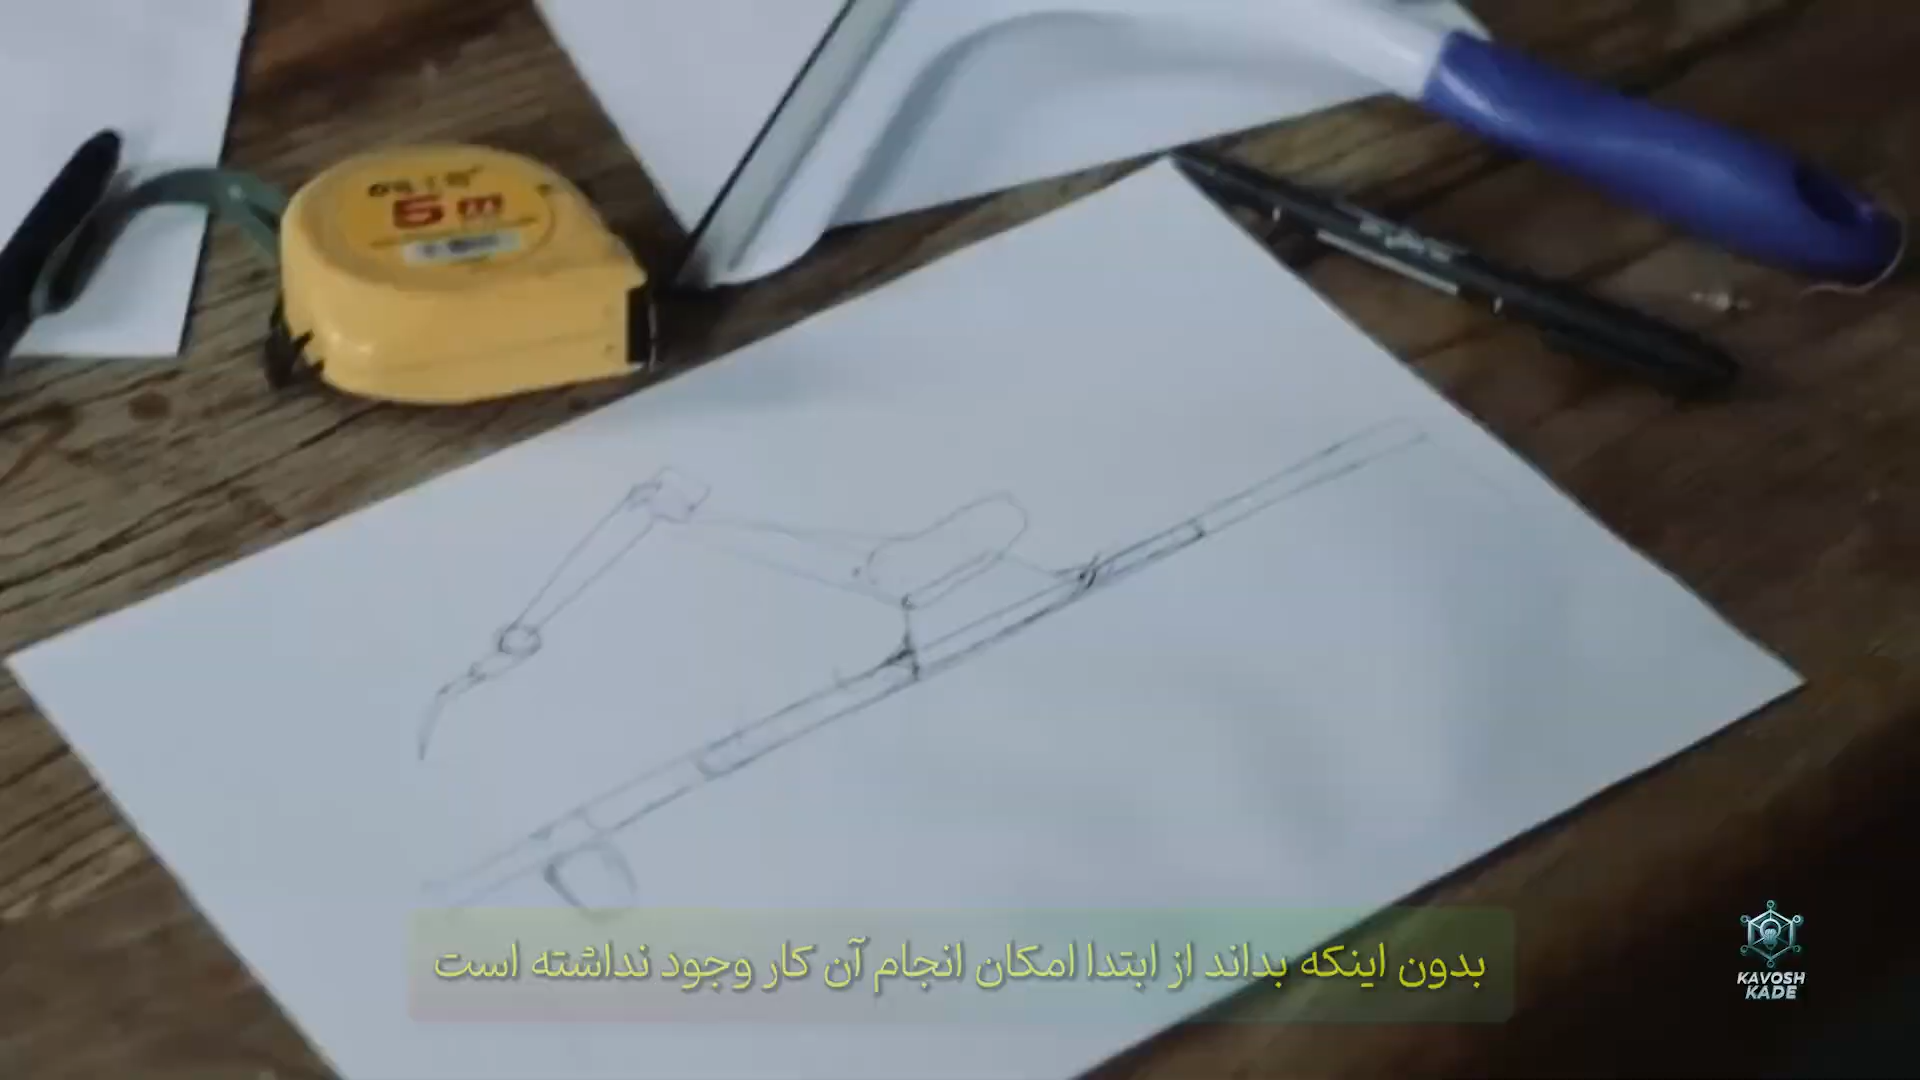 5m
بدون اینکه بداند از ابتدا امکان انجام آن کار وجود نداشته است
KAVOSH
KADE